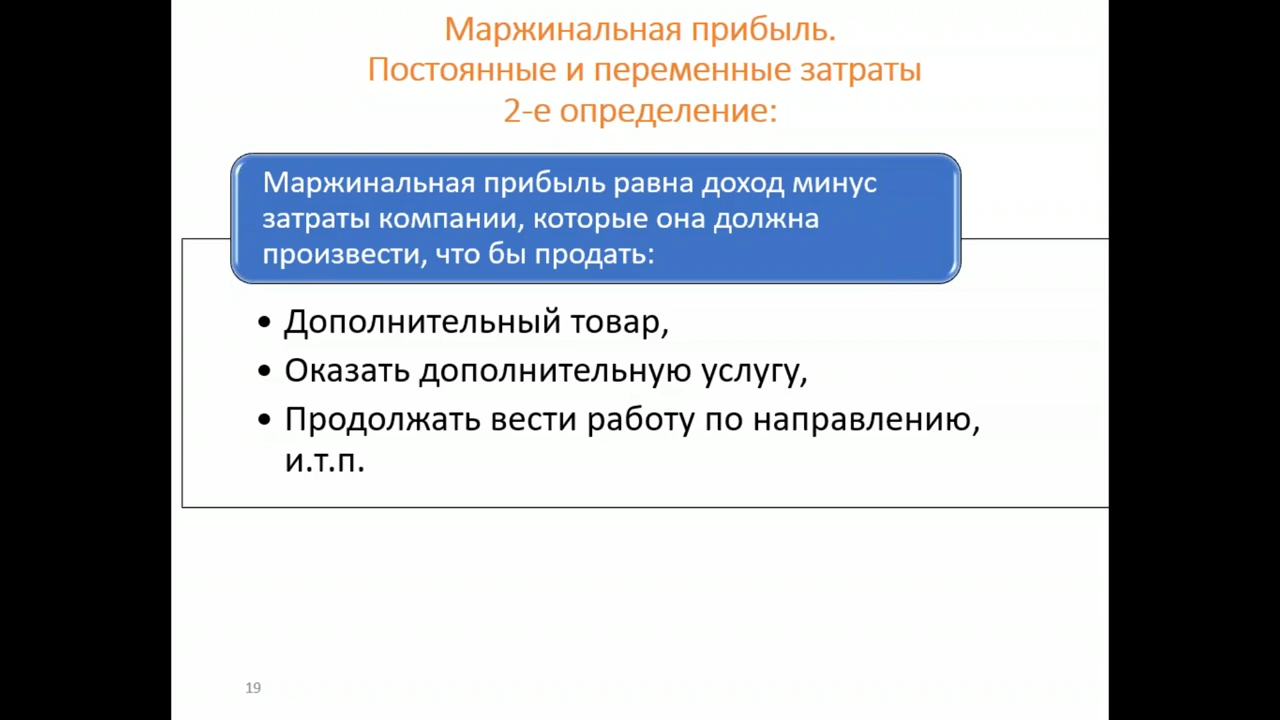 Маржинальная прибыль.
Постоянные и переменные затраты
2-е определение:
Маржинальная прибыль равна доход минус
затраты компании, которые она должна
произвести, что бы продать:
• Дополнительный товар,
• Оказать дополнительную услугу,
• Продолжать вести работу по направлению,
и.т.п.
19